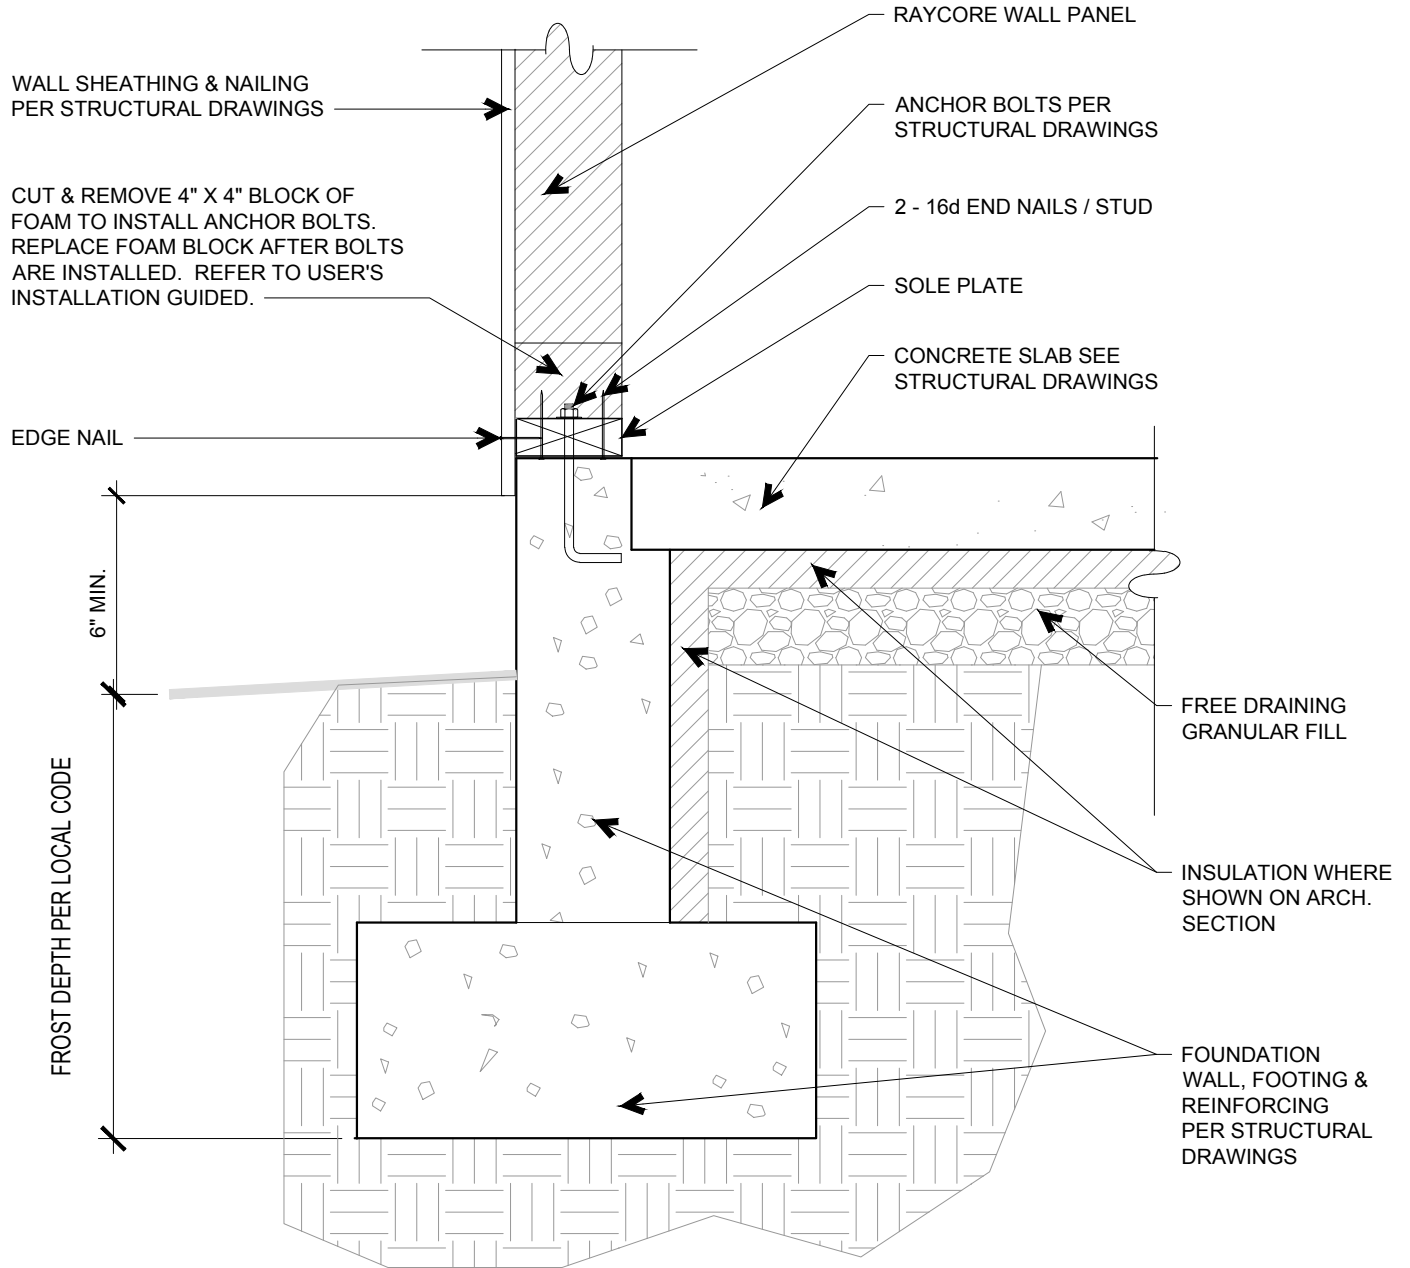 RAYCORE WALL PANEL
WALL SHEATHING & NAILING
PER STRUCTURAL DRAWINGS
ANCHOR BOLTS PER
STRUCTURAL DRAWINGS
CUT & REMOVE 4" X 4" BLOCK OF
FOAM TO INSTALL ANCHOR BOLTS.
REPLACE FOAM BLOCK AFTER BOLTS
ARE INSTALLED. REFER TO USER'S
INSTALLATION GUIDED.
2 - 16d END NAILS / STUD
SOLE PLATE
CONCRETE SLAB SEE
STRUCTURAL DRAWINGS
EDGE NAIL
6" MIN.
FREE DRAINING
GRANULAR FILL
FROST DEPTH PER LOCAL CODE
INSULATION WHERE
SHOWN ON ARCH.
SECTION
FOUNDATION
WALL, FOOTING &
REINFORCING
PER STRUCTURAL
DRAWINGS